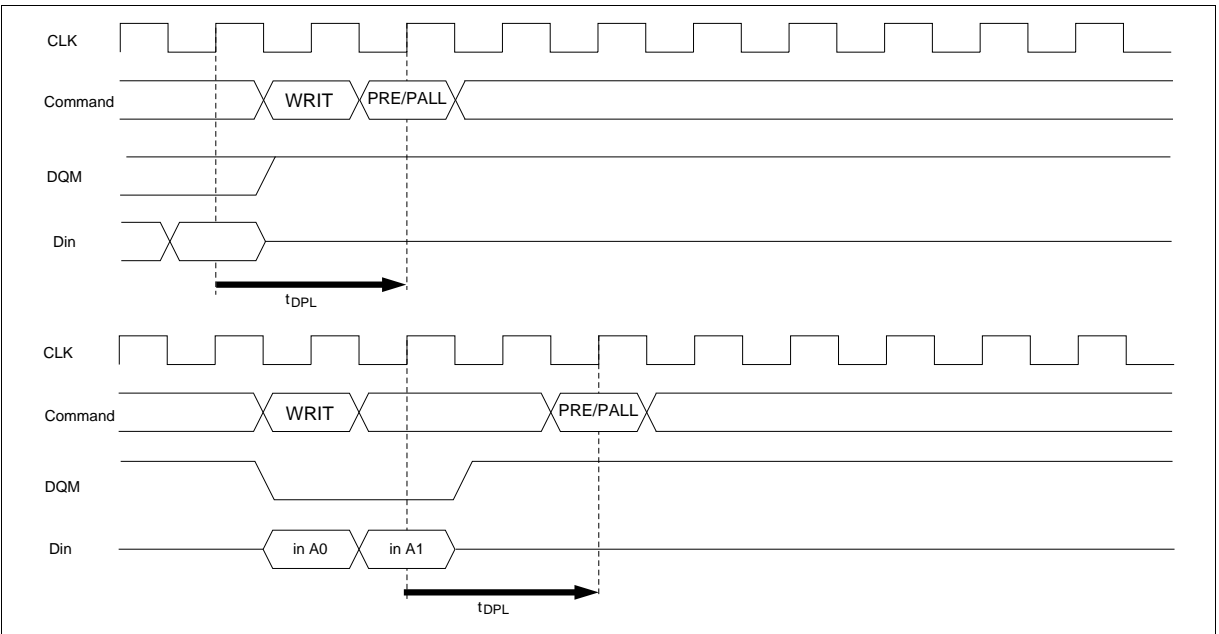 CLK
Command WRIT PRE/PALL
DQM
Din
tDPL
CLK
Command WRIT PRE/PALL
DQM
Din in A0 in A1
tDPL